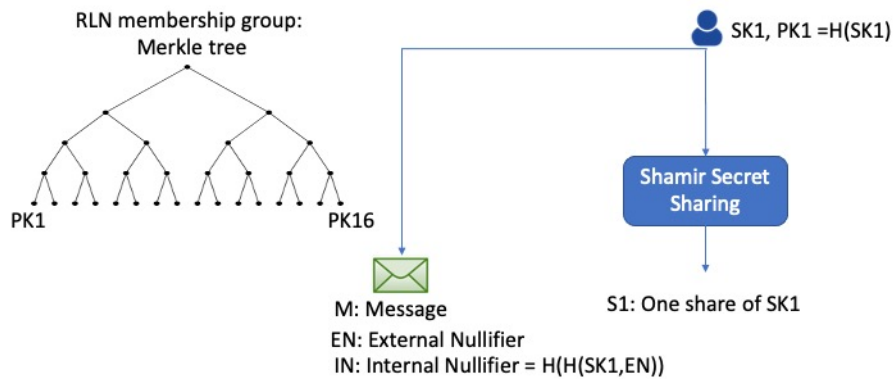 RLN membership group:
Merkle tree
PK1
PK16
SK1, PK1 =H(SK1)
Shamir Secret
Sharing
S1: One share of SK1
M: Message
EN: External Nullifier
IN: Internal Nullifier = H(H(SK1,EN))